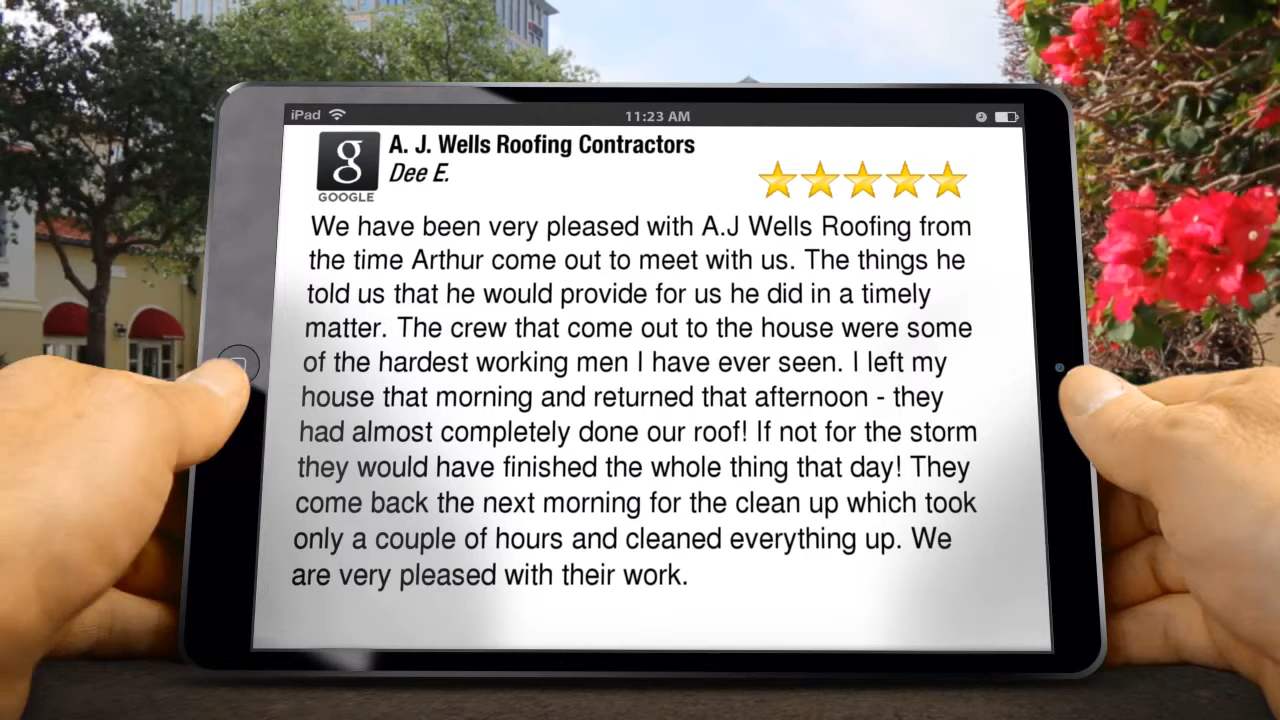 iPad
11:23 AM
g
GOOGLE
A. J. Wells Roofing Contractors
Dee E.
We have been very pleased with A.J Wells Roofing from
the time Arthur come out to meet with us. The things he
told us that he would provide for us he did in a timely
matter. The crew that come out to the house were some
of the hardest working men I have ever seen. I left my
house that morning and returned that afternoon - they
had almost completely done our roof! If not for the storm
they would have finished the whole thing that day! They
come back the next morning for the clean up which took
only a couple of hours and cleaned everything up. We
are very pleased with their work.